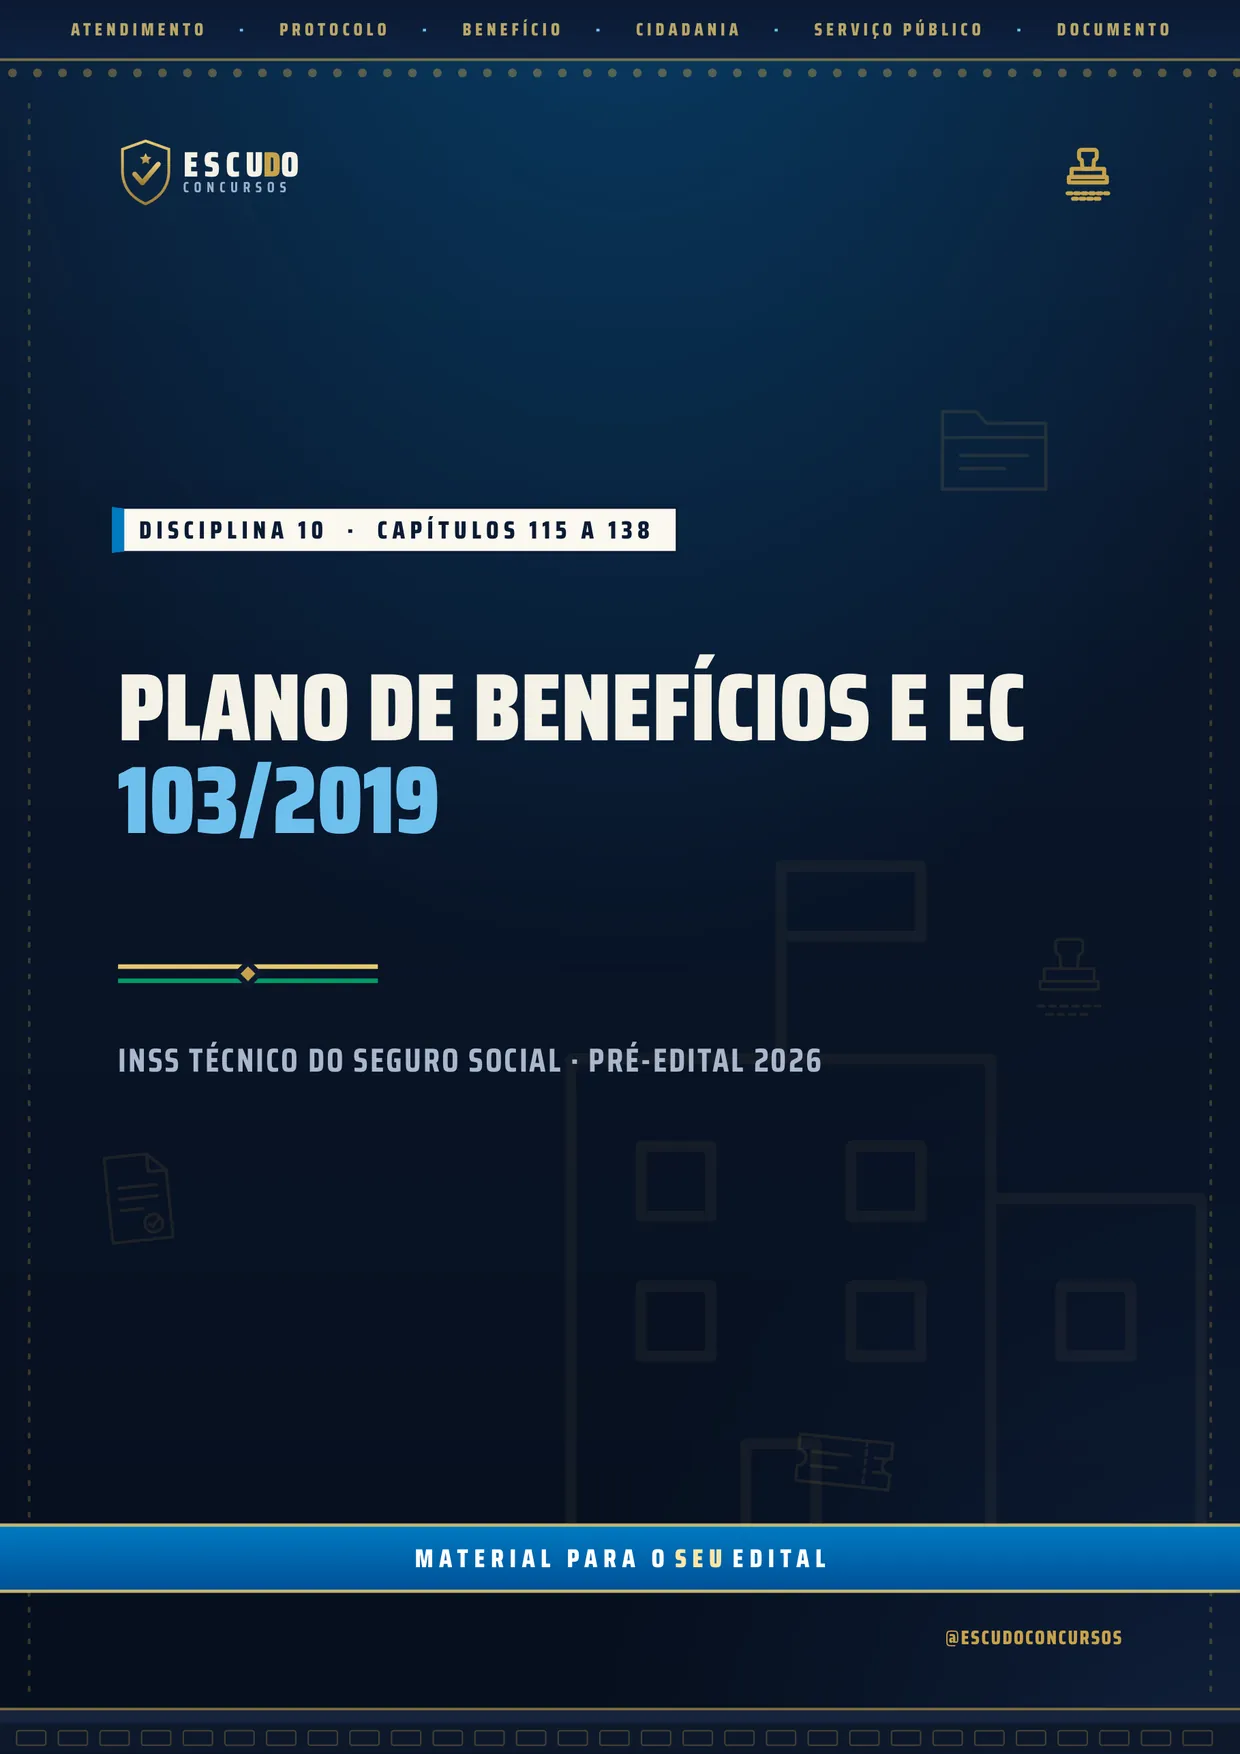 ATENDIMENTO · PROTOCOLO · BENEFÍCIO · CIDADANIA · SERVIÇO PÚBLICO · DOCUMENTO
ESCUDO
CONCURSOS
DISCIPLINA 10 · CAPÍTULOS 115 A 138
PLANO DE BENEFÍCIOS E EC
103/2019
INSS TÉCNICO DO SEGURO SOCIAL · PRÉ-EDITAL 2026
MATERIAL PARA O SEU EDITAL
@ESCUDOCONCURSOS